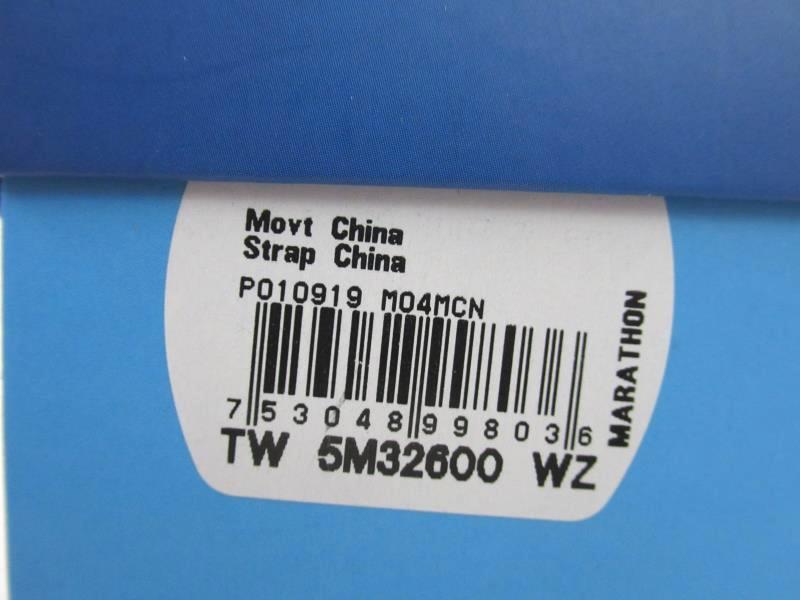 Movt China
Strap China
P010919 M04MCN
7 53048 99803 6
TW 5M32600 WZ
MARATHON